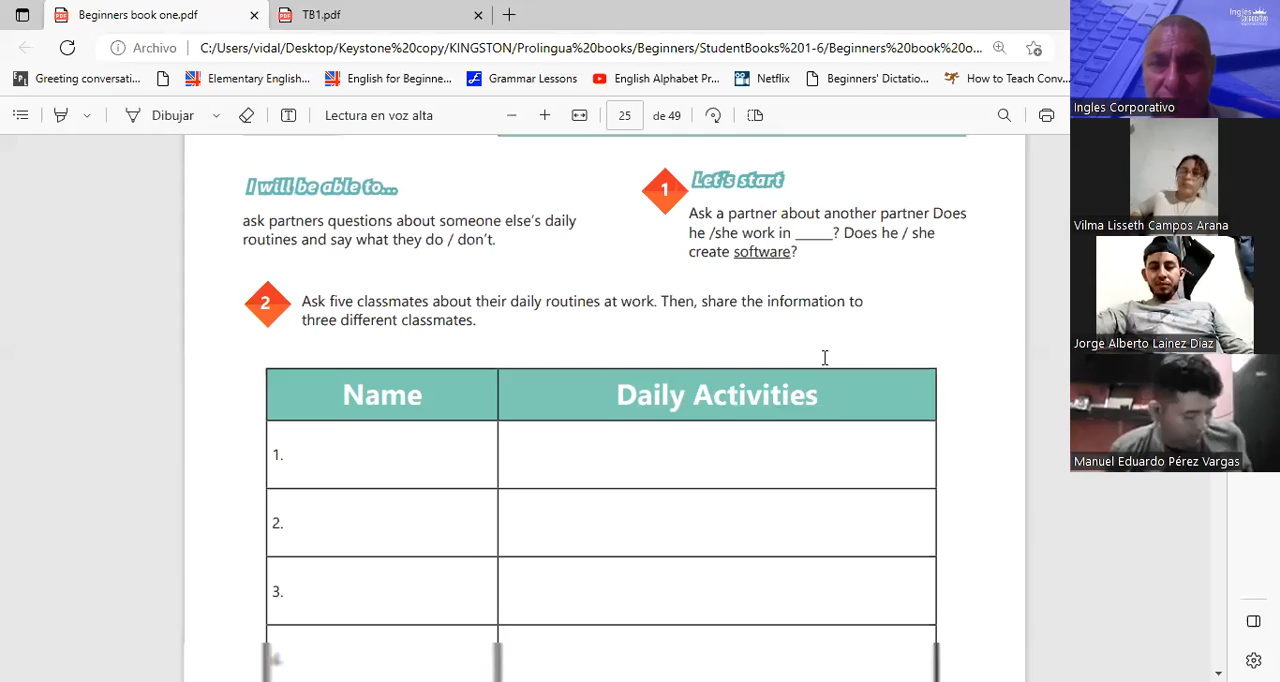 Beginners book one.pdf
TB1.pdf
Archivo
C:/Users/vidal/Desktop/Keystone%20copy/KINGSTON/Prolingua%20books/Beginners/StudentBooks%201-6/Beginners%20book%20o...
Greeting conversati...
Elementary English...
English for Beginne...
Grammar Lessons
English Alphabet Pr...
Netflix
Beginners' Dictatio...
How to Teach Conv...
Dibujar
Lectura en voz alta
25
de 49
I will be able to...
ask partners questions about someone else's daily
routines and say what they do / don't.
1
Let's start
Ask a partner about another partner Does
he /she work in _____? Does he / she
create software?
2
Ask five classmates about their daily routines at work. Then, share the information to
three different classmates.
Name
Daily Activities
1.
2.
3.
Ingles Corporativo
Vilma Lisseth Campos Arana
Jorge Alberto Lainez Diaz
Manuel Eduardo Pérez Vargas